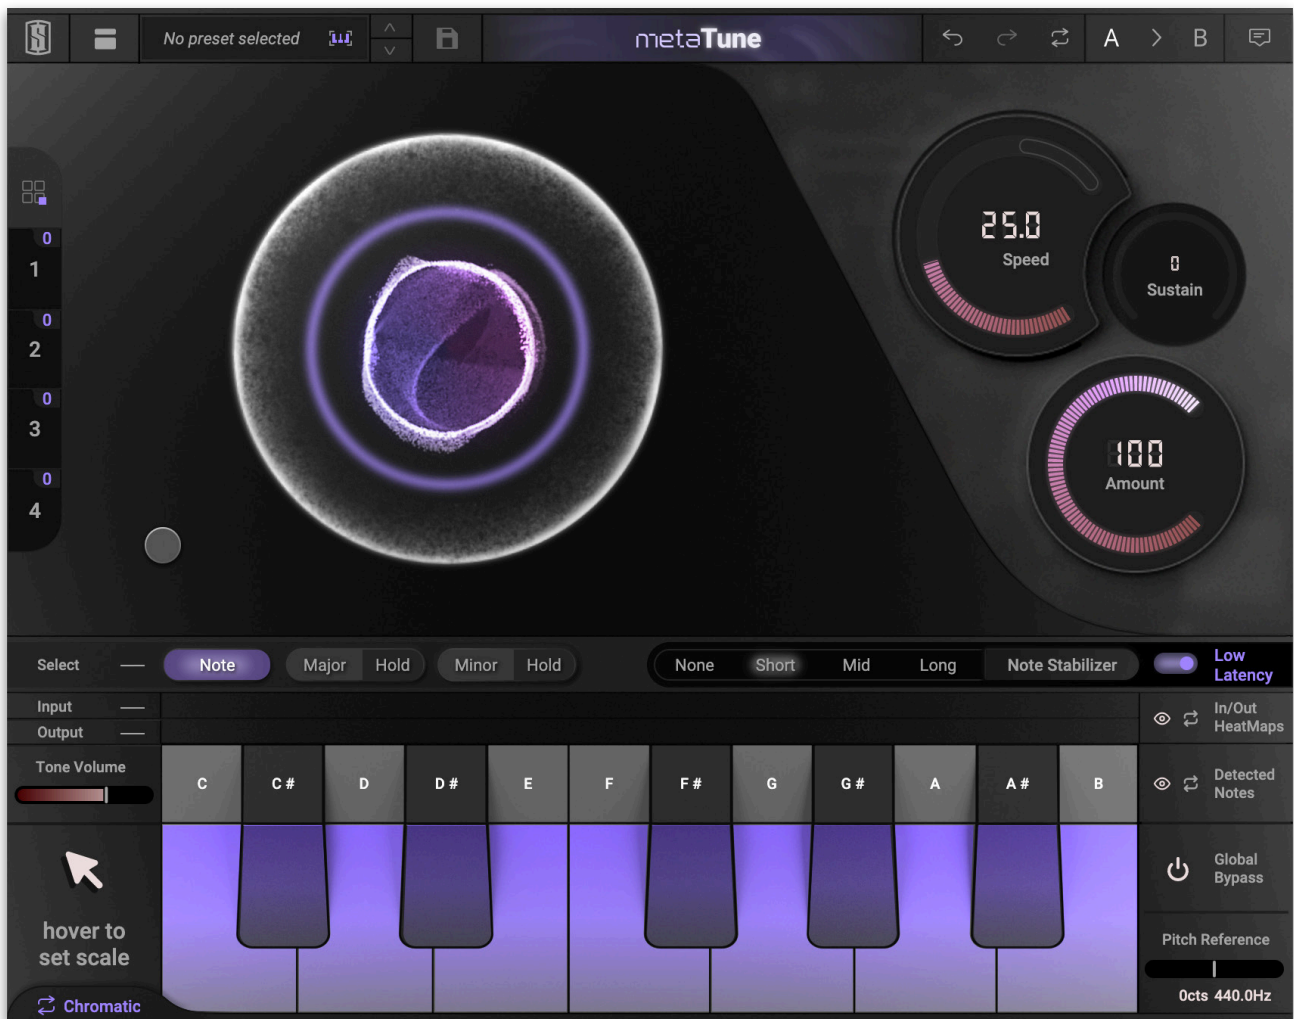 No preset selected
metaTune
A
B
0
1
0
2
0
3
0
4
25.0
Speed
0
Sustain
100
Amount
Select
Note
Major
Hold
Minor
Hold
None
Short
Mid
Long
Note Stabilizer
Low
Latency
Input
Output
In/Out
HeatMaps
Tone Volume
C
C #
D
D #
E
F
F #
G
G #
A
A #
B
Detected
Notes
Global
Bypass
hover to
set scale
Pitch Reference
0cts 440.0Hz
Chromatic